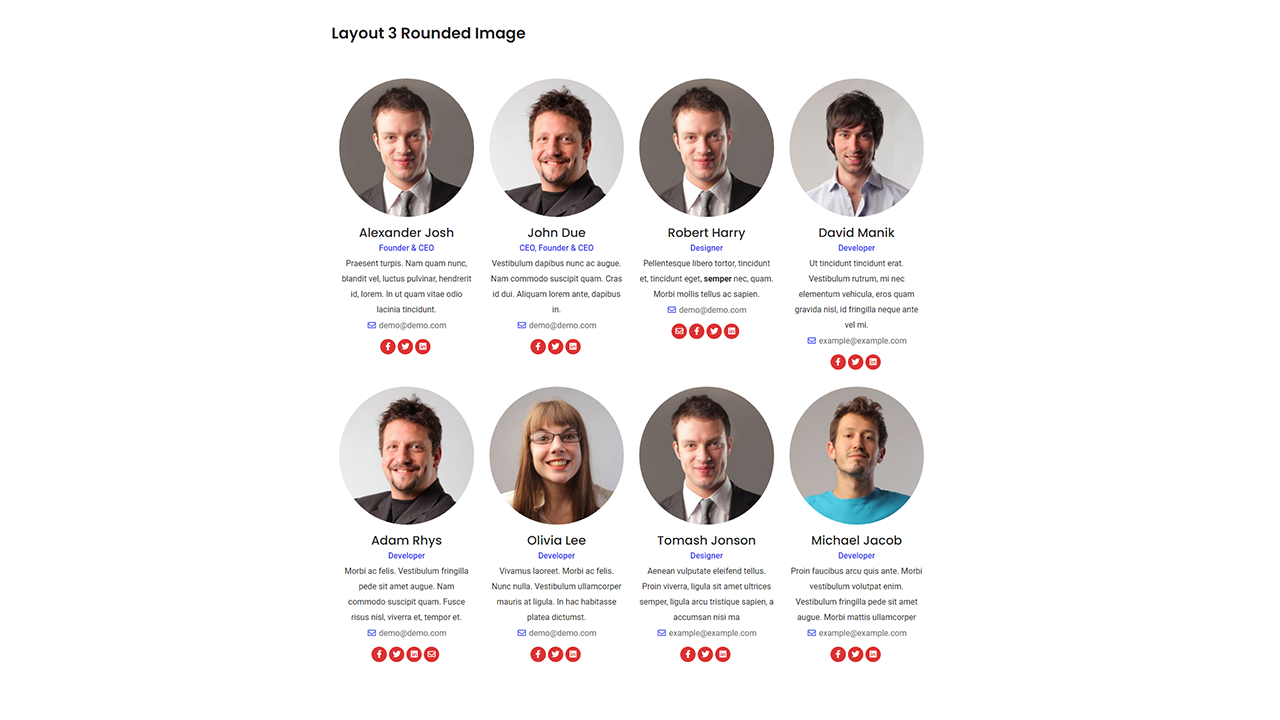 Layout 3 Rounded Image
Alexander Josh
Founder & CEO
Praesent turpis. Nam quam nunc,
blandit vel, luctus pulvinar, hendrerit
id, lorem. In ut quam vitae odio
lacinia tincidunt.
demo@demo.com
John Due
CEO, Founder & CEO
Vestibulum dapibus nunc ac augue.
Nam commodo suscipit quam. Cras
id dui. Aliquam lorem ante, dapibus
in.
demo@demo.com
Robert Harry
Designer
Pellentesque libero tortor, tincidunt
et, tincidunt eget, semper nec, quam.
Morbi mollis tellus ac sapien.
demo@demo.com
David Manik
Developer
Ut tincidunt tincidunt erat.
Vestibulum rutrum, mi nec
elementum vehicula, eros quam
gravida nisl, id fringilla neque ante
vel mi.
example@example.com
Adam Rhys
Developer
Morbi ac felis. Vestibulum fringilla
pede sit amet augue. Nam
commodo suscipit quam. Fusce
risus nisl, viverra et, tempor et.
demo@demo.com
Olivia Lee
Developer
Vivamus laoreet. Morbi ac felis.
Nunc nulla. Vestibulum ullamcorper
mauris at ligula. In hac habitasse
platea dictumst.
demo@demo.com
Tomash Jonson
Designer
Aenean vulputate eleifend tellus.
Proin viverra, ligula sit amet ultrices
semper, ligula arcu tristique sapien, a
accumsan nisi ma
example@example.com
Michael Jacob
Developer
Proin faucibus arcu quis ante. Morbi
vestibulum volutpat enim.
Vestibulum fringilla pede sit amet
augue. Morbi mattis ullamcorper
example@example.com